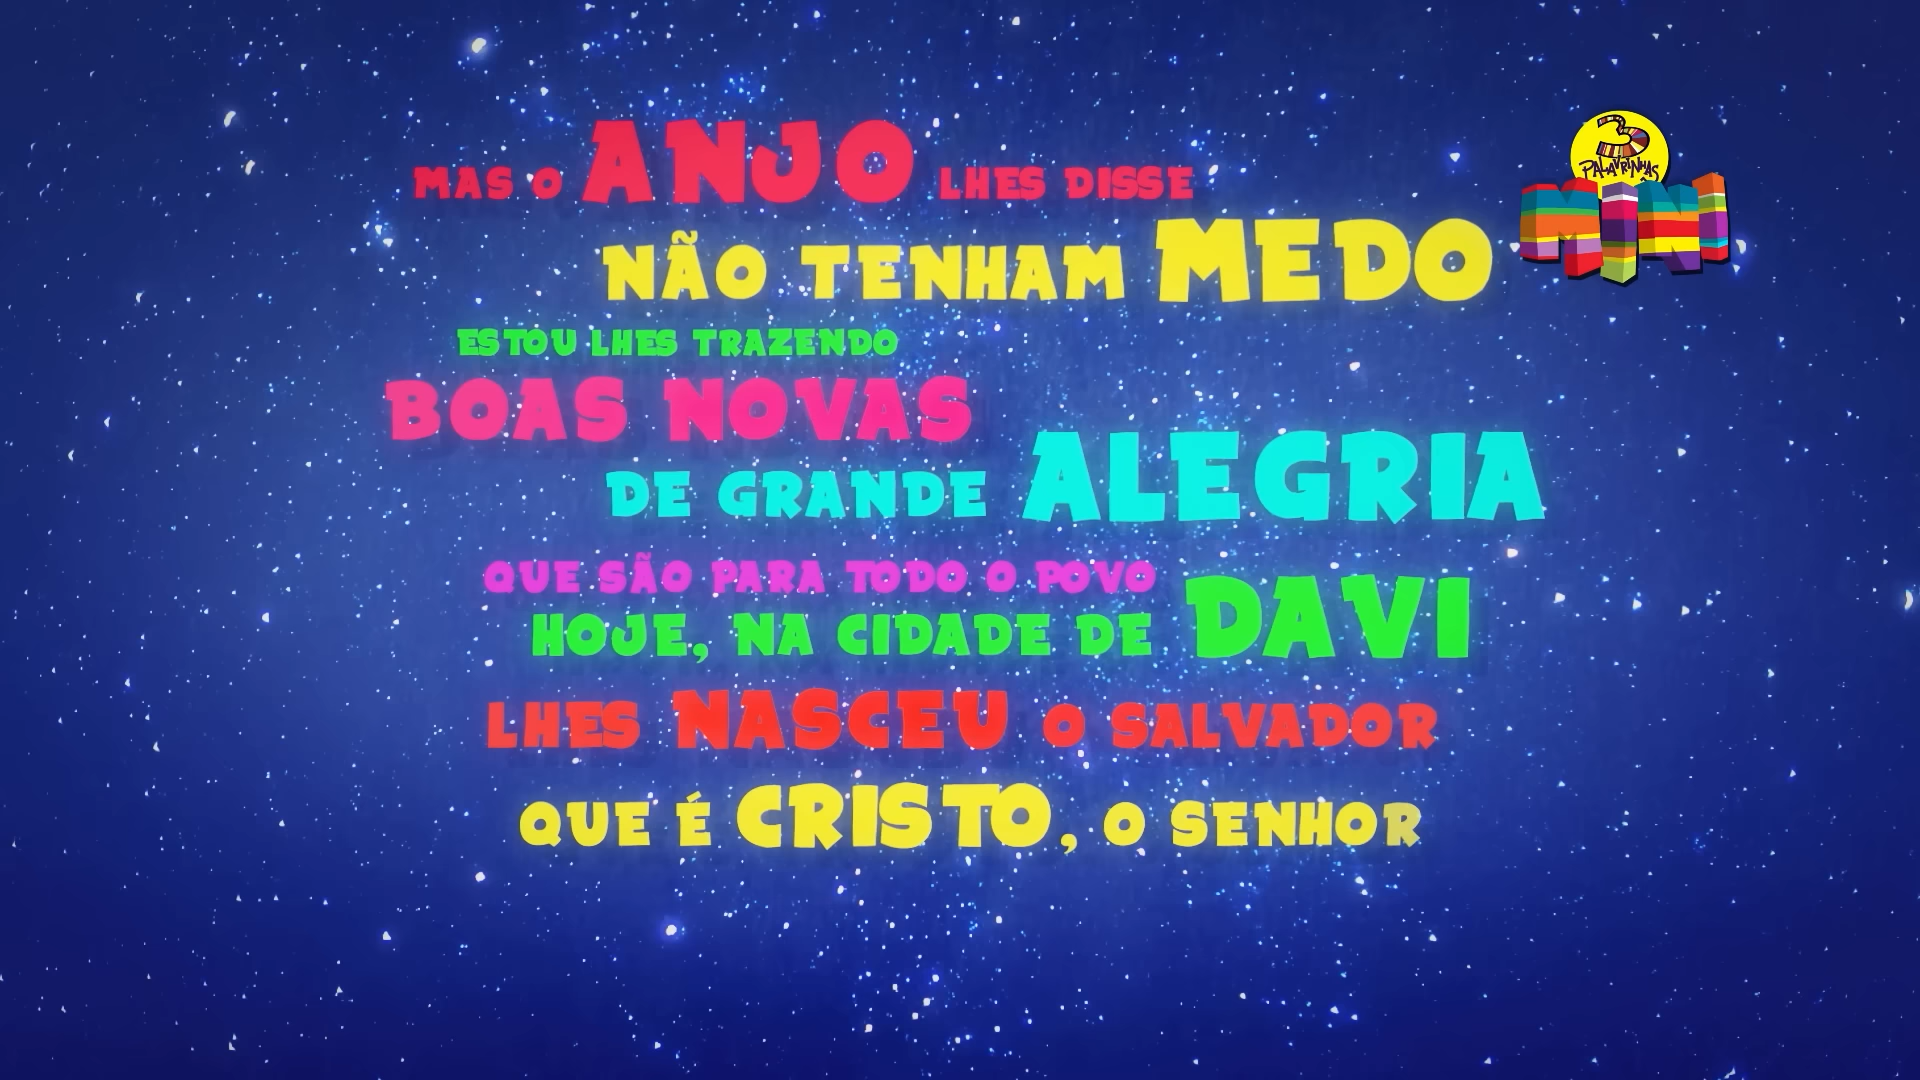 MAS O ANJO LHES DISSE
NÃO TENHAM MEDO
ESTOU LHES TRAZENDO
BOAS NOVAS
DE GRANDE ALEGRIA
QUE SÃO PARA TODO O POVO
HOJE, NA CIDADE DE DAVI
LHES NASCEU O SALVADOR
QUE É CRISTO, O SENHOR
3
PALAVRINHAS
MINI